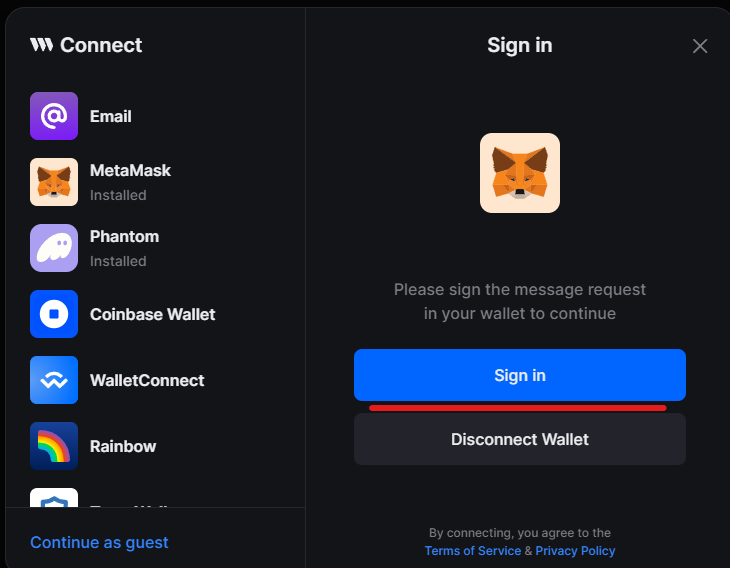 Connect
Email
MetaMask
Installed
Phantom
Installed
Coinbase Wallet
WalletConnect
Rainbow
Continue as guest
Sign in
Please sign the message request
in your wallet to continue
Sign in
Disconnect Wallet
By connecting, you agree to the
Terms of Service & Privacy Policy